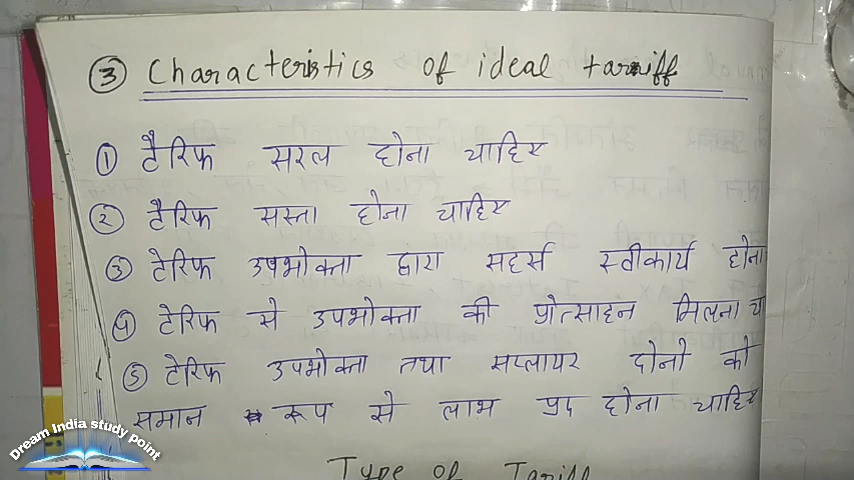 ③ Characteristics of ideal tariff
① टैरिफ सरल होना चाहिए
② टैरिफ सस्ता होना चाहिए
③ टेरिफ उपभोक्ता द्वारा सहर्स स्वीकार्य होना
④ टेरिफ से उपभोक्ता की प्रोत्साहन मिलना चा
⑤ टेरिफ उपभोक्ता तथा सप्लायर दोनो को
समान रूप से लाभ प्रद होना चाहिए
Type of Tariff
Dream India study point